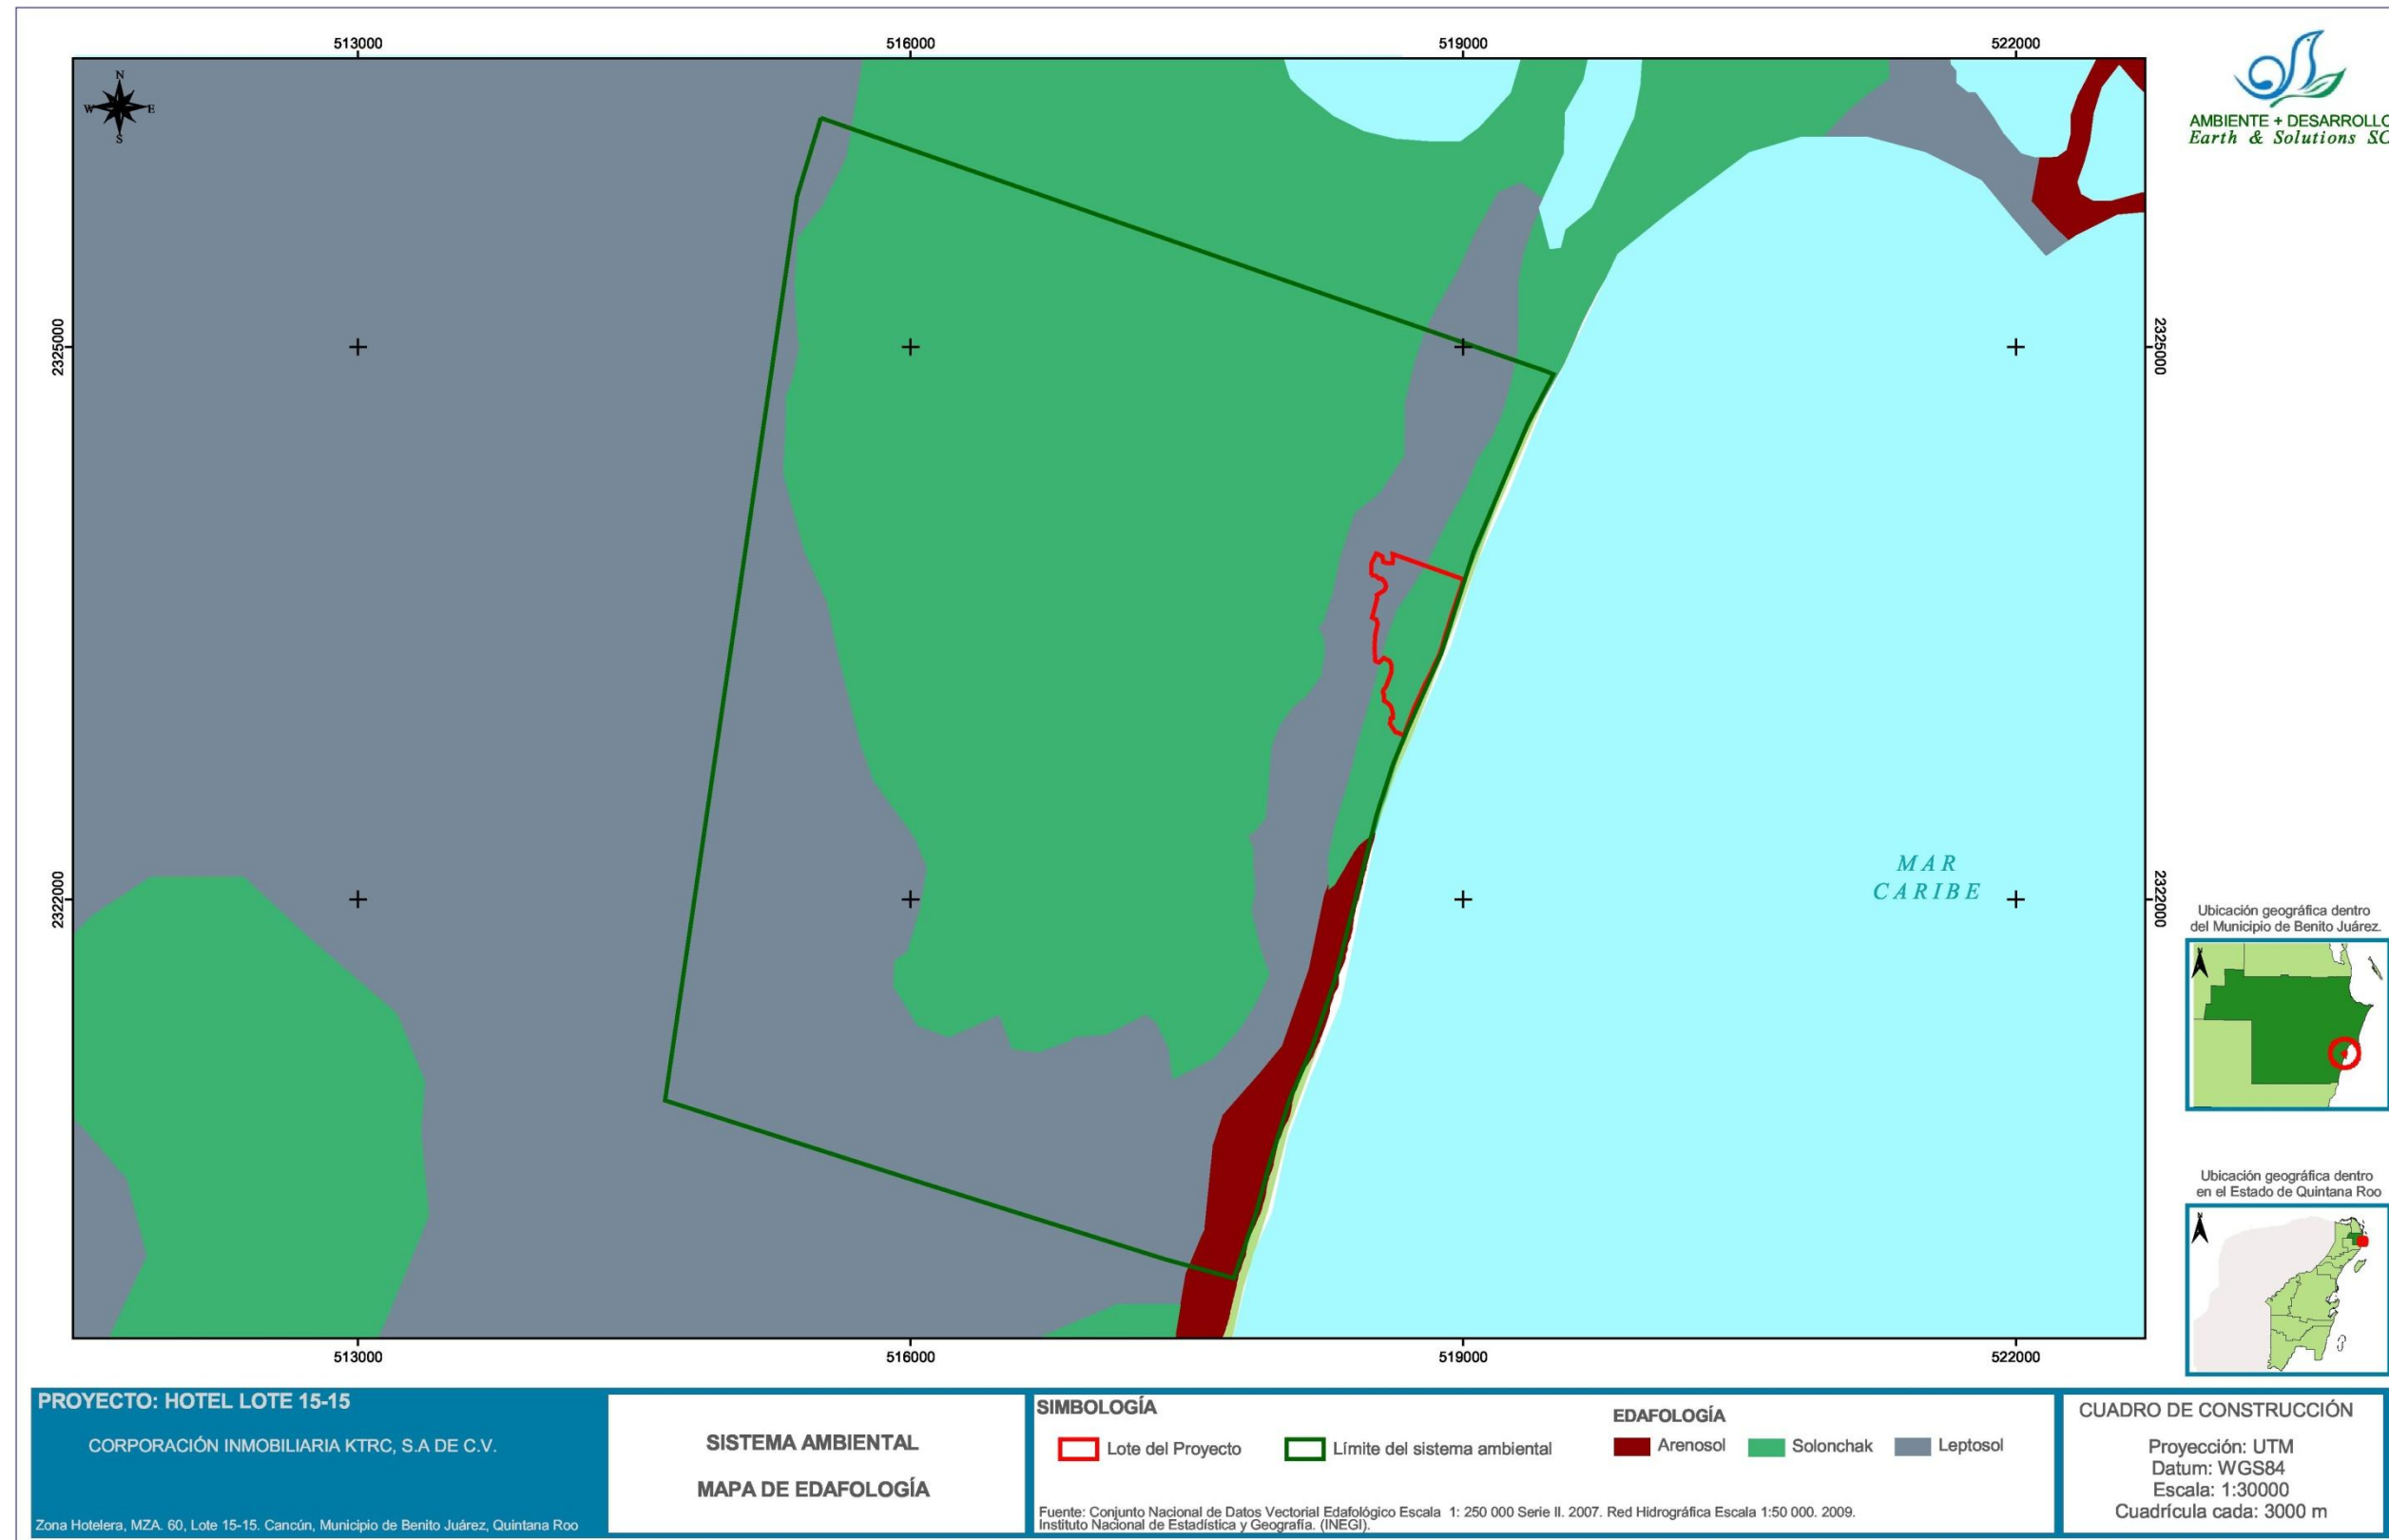 513000
516000
519000
522000
N
W
E
S
AMBIENTE + DESARROLLO
Earth & Solutions S.C
2325000
2325000
MAR
CARIBE
2322000
2322000
Ubicación geográfica dentro
del Municipio de Benito Juárez.
N
Ubicación geográfica dentro
en el Estado de Quintana Roo
N
513000
516000
519000
522000
PROYECTO: HOTEL LOTE 15-15
CORPORACIÓN INMOBILIARIA KTRC, S.A DE C.V.
Zona Hotelera, MZA. 60, Lote 15-15. Cancún, Municipio de Benito Juárez, Quintana Roo
SISTEMA AMBIENTAL
MAPA DE EDAFOLOGÍA
SIMBOLOGÍA
Lote del Proyecto
Límite del sistema ambiental
EDAFOLOGÍA
Arenosol
Solonchak
Leptosol
Fuente: Conjunto Nacional de Datos Vectorial Edafológico Escala 1: 250 000 Serie II. 2007. Red Hidrográfica Escala 1:50 000. 2009.
Instituto Nacional de Estadística y Geografía. (INEGI).
CUADRO DE CONSTRUCCIÓN
Proyección: UTM
Datum: WGS84
Escala: 1:30000
Cuadrícula cada: 3000 m